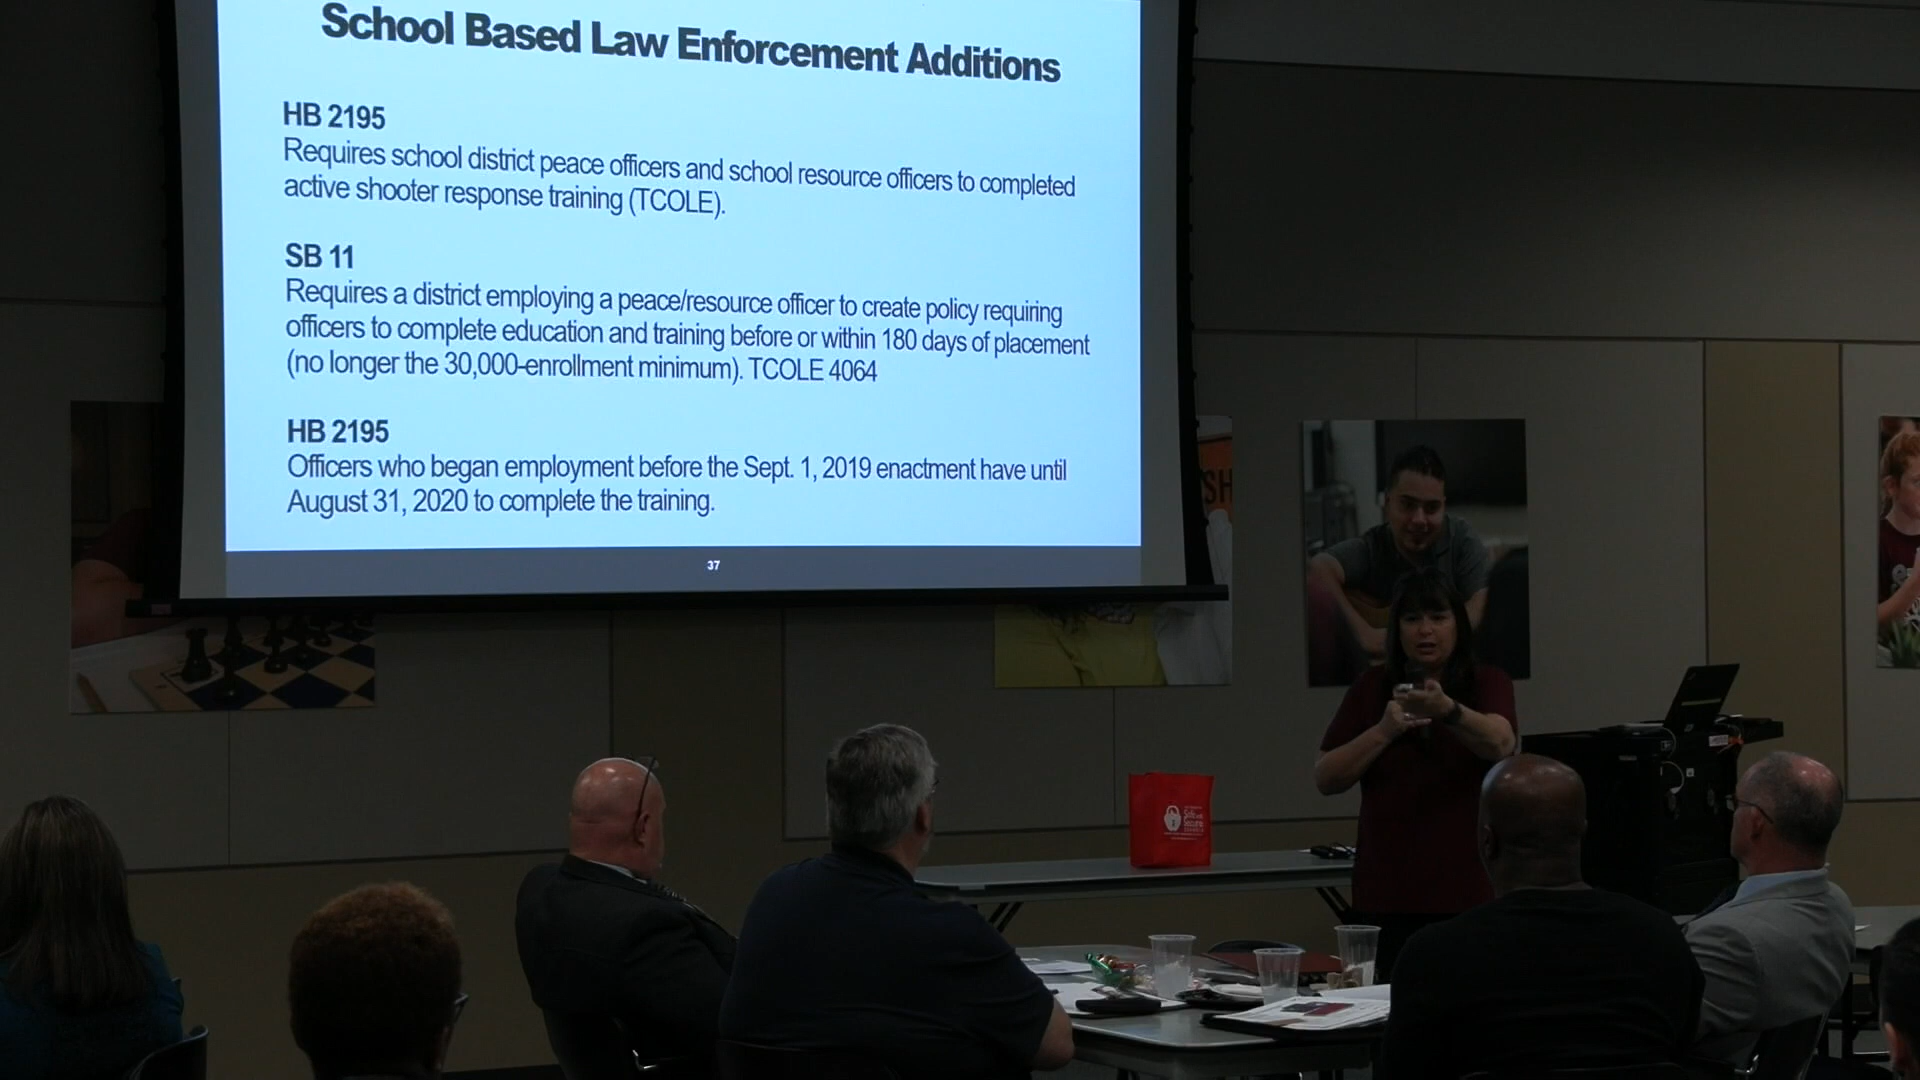 School Based Law Enforcement Additions
HB 2195
Requires school district peace officers and school resource officers to completed
active shooter response training (TCOLE).
SB 11
Requires a district employing a peace/resource officer to create policy requiring
officers to complete education and training before or within 180 days of placement
(no longer the 30,000-enrollment minimum). TCOLE 4064
HB 2195
Officers who began employment before the Sept. 1, 2019 enactment have until
August 31, 2020 to complete the training.
37
SH
Safe and
Secure